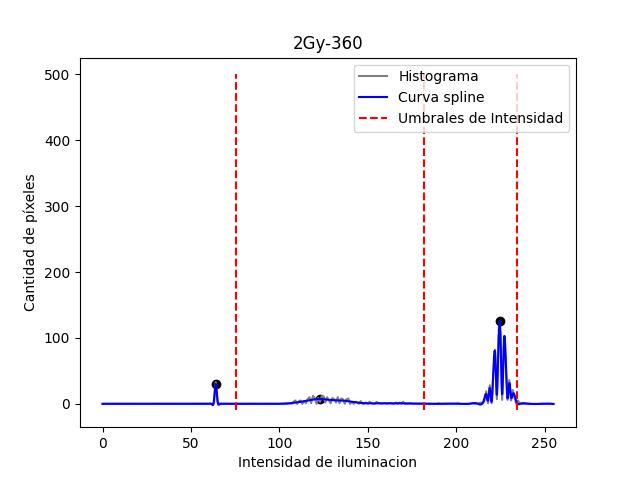 2Gy-360
500
400
300
200
100
0
Cantidad de píxeles
Histograma
Curva spline
Umbrales de Intensidad
0 50 100 150 200 250
Intensidad de iluminacion